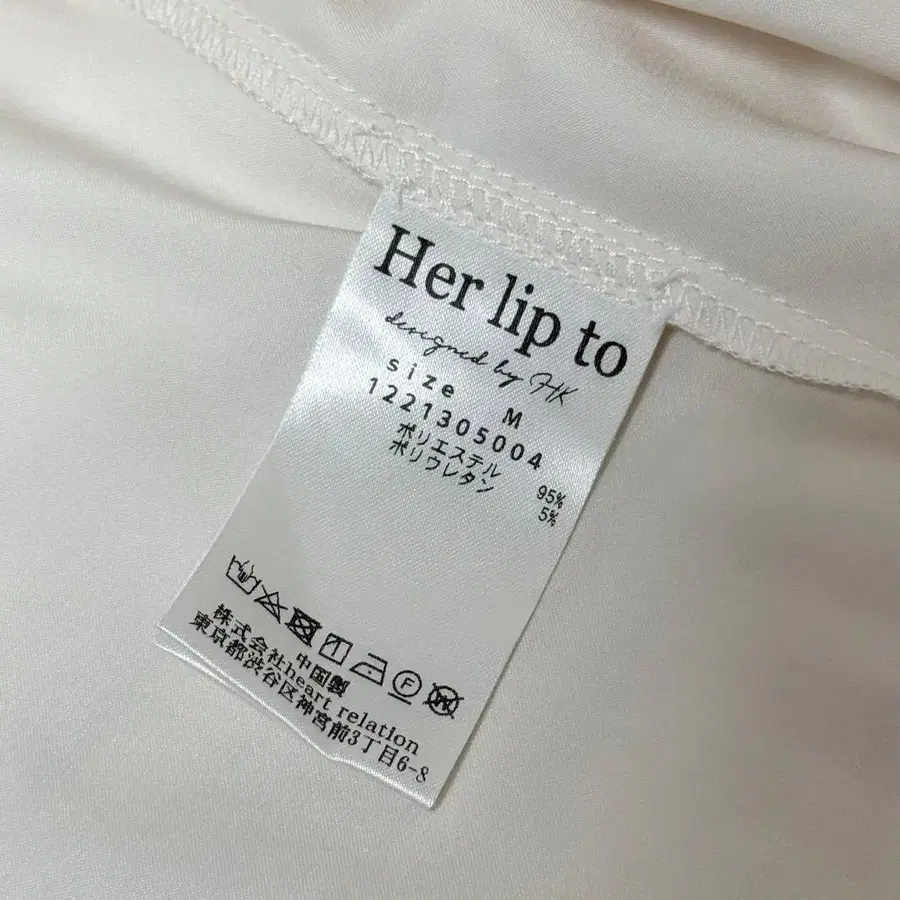 Her lip to
designed by HK
size M
1221305004
ポリエステル 95%
ポリウレタン 5%
中国製
株式会社heart relation
東京都渋谷区神宮前3丁目6-8